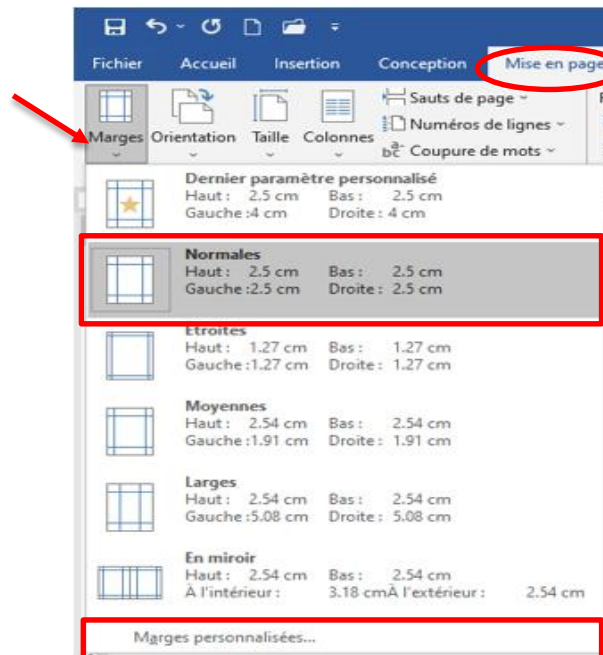 Fichier Accueil Insertion Conception Mise en page
Sauts de page
Numéros de lignes
Coupure de mots
Marges Orientation Taille Colonnes
Dernier paramètre personnalisé
Haut : 2.5 cm Bas : 2.5 cm
Gauche :4 cm Droite : 4 cm
Normales
Haut : 2.5 cm Bas : 2.5 cm
Gauche :2.5 cm Droite : 2.5 cm
Etroites
Haut : 1.27 cm Bas : 1.27 cm
Gauche :1.27 cm Droite : 1.27 cm
Moyennes
Haut : 2.54 cm Bas : 2.54 cm
Gauche :1.91 cm Droite : 1.91 cm
Larges
Haut : 2.54 cm Bas : 2.54 cm
Gauche :5.08 cm Droite : 5.08 cm
En miroir
Haut : 2.54 cm Bas : 2.54 cm
À l'intérieur : 3.18 cmÀ l'extérieur : 2.54 cm
Marges personnalisées...